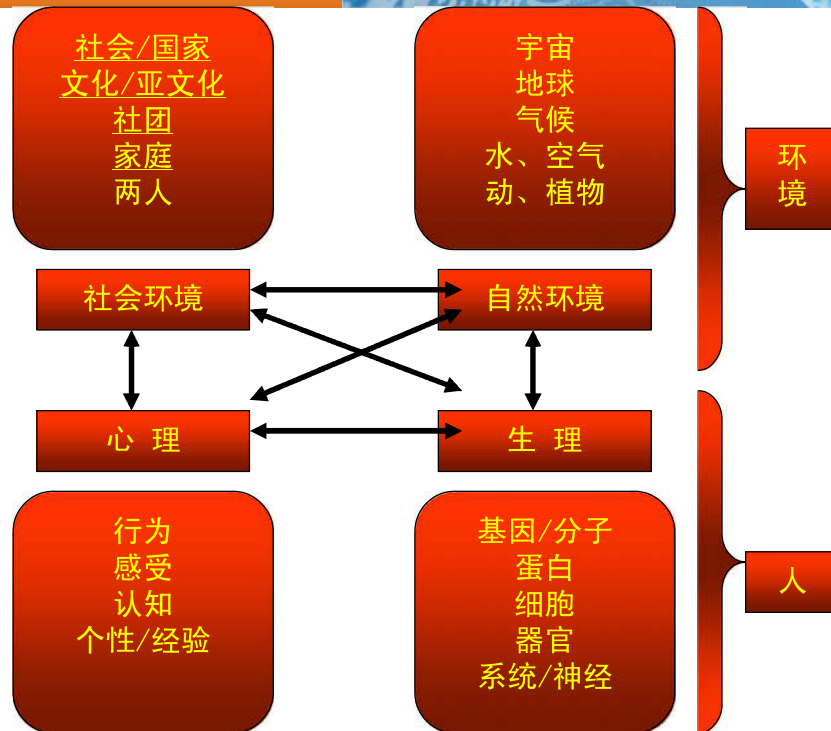 社会/国家
文化/亚文化
社团
家庭
两人
宇宙
地球
气候
水、空气
动、植物
环
境
社会环境
自然环境
心 理
生 理
行为
感受
认知
个性/经验
基因/分子
蛋白
细胞
器官
系统/神经
人